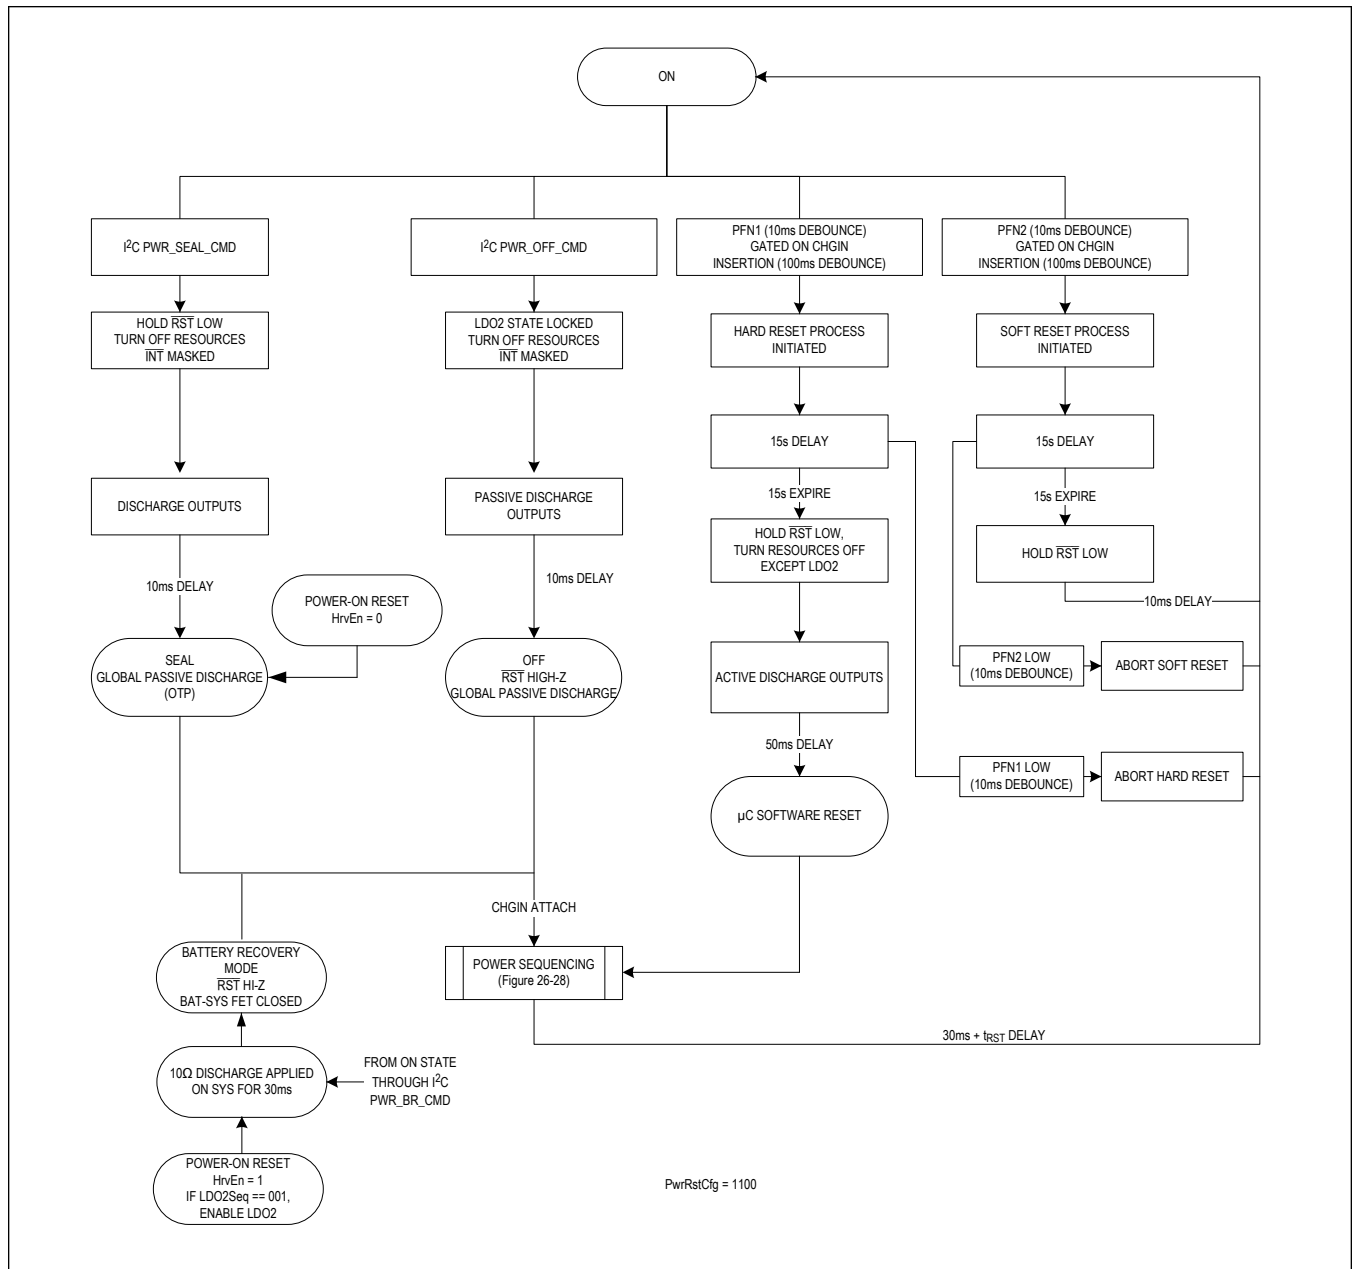 ON
I²C PWR_SEAL_CMD
I²C PWR_OFF_CMD
PFN1 (10ms DEBOUNCE)
GATED ON CHGIN
INSERTION (100ms DEBOUNCE)
PFN2 (10ms DEBOUNCE)
GATED ON CHGIN
INSERTION (100ms DEBOUNCE)
HOLD R̅S̅T̅ LOW
TURN OFF RESOURCES
I̅N̅T̅ MASKED
LDO2 STATE LOCKED
TURN OFF RESOURCES
I̅N̅T̅ MASKED
HARD RESET PROCESS
INITIATED
SOFT RESET PROCESS
INITIATED
15s DELAY
15s DELAY
15s EXPIRE
15s EXPIRE
DISCHARGE OUTPUTS
PASSIVE DISCHARGE
OUTPUTS
HOLD R̅S̅T̅ LOW,
TURN RESOURCES OFF
EXCEPT LDO2
HOLD R̅S̅T̅ LOW
10ms DELAY
10ms DELAY
10ms DELAY
POWER-ON RESET
HrvEn = 0
SEAL
GLOBAL PASSIVE DISCHARGE
(OTP)
OFF
R̅S̅T̅ HIGH-Z
GLOBAL PASSIVE DISCHARGE
ACTIVE DISCHARGE OUTPUTS
PFN2 LOW
(10ms DEBOUNCE)
ABORT SOFT RESET
50ms DELAY
PFN1 LOW
(10ms DEBOUNCE)
ABORT HARD RESET
µC SOFTWARE RESET
CHGIN ATTACH
BATTERY RECOVERY
MODE
R̅S̅T̅ HI-Z
BAT-SYS FET CLOSED
POWER SEQUENCING
(Figure 26-28)
30ms + tRST DELAY
10Ω DISCHARGE APPLIED
ON SYS FOR 30ms
FROM ON STATE
THROUGH I²C
PWR_BR_CMD
POWER-ON RESET
HrvEn = 1
IF LDO2Seq == 001,
ENABLE LDO2
PwrRstCfg = 1100